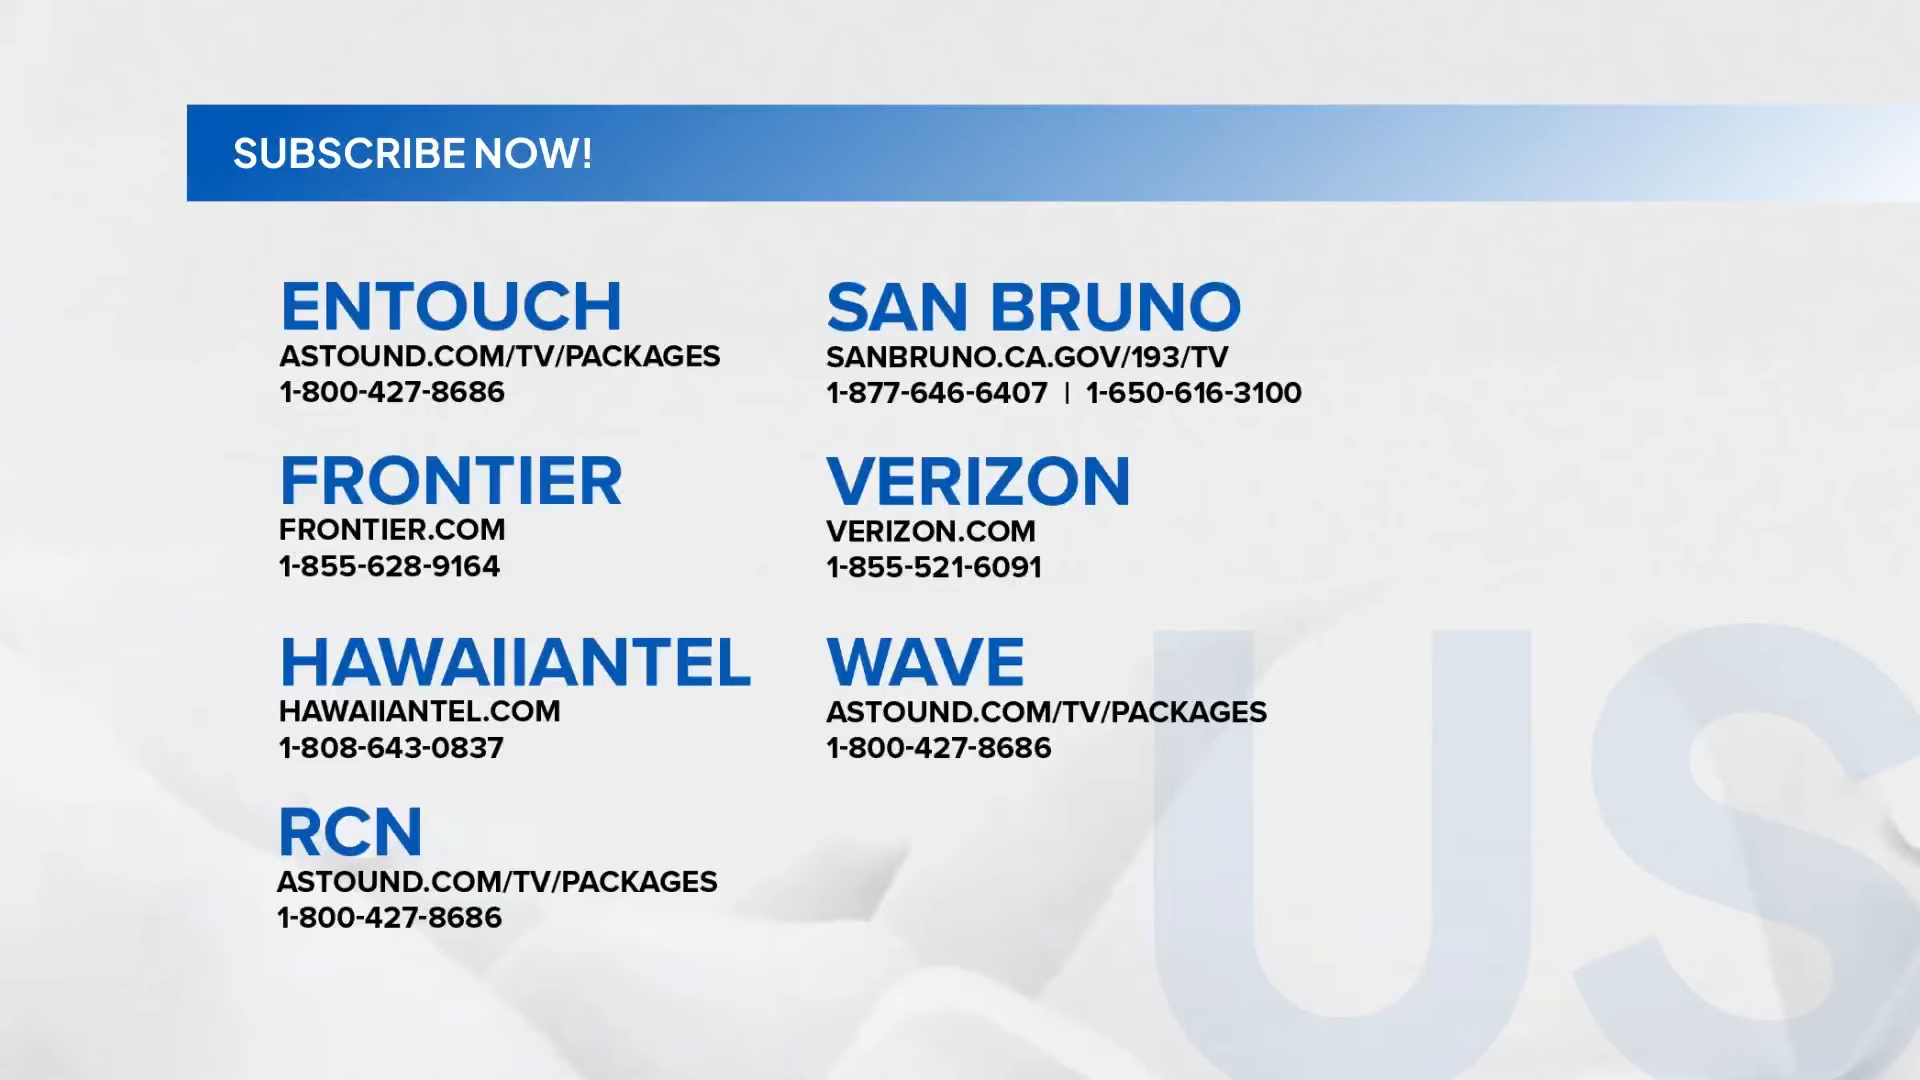 SUBSCRIBE NOW!
ENTOUCH
ASTOUND.COM/TV/PACKAGES
1-800-427-8686
FRONTIER
FRONTIER.COM
1-855-628-9164
HAWAIIANTEL
HAWAIIANTEL.COM
1-808-643-0837
RCN
ASTOUND.COM/TV/PACKAGES
1-800-427-8686
SAN BRUNO
SANBRUNO.CA.GOV/193/TV
1-877-646-6407 | 1-650-616-3100
VERIZON
VERIZON.COM
1-855-521-6091
WAVE
ASTOUND.COM/TV/PACKAGES
1-800-427-8686
US